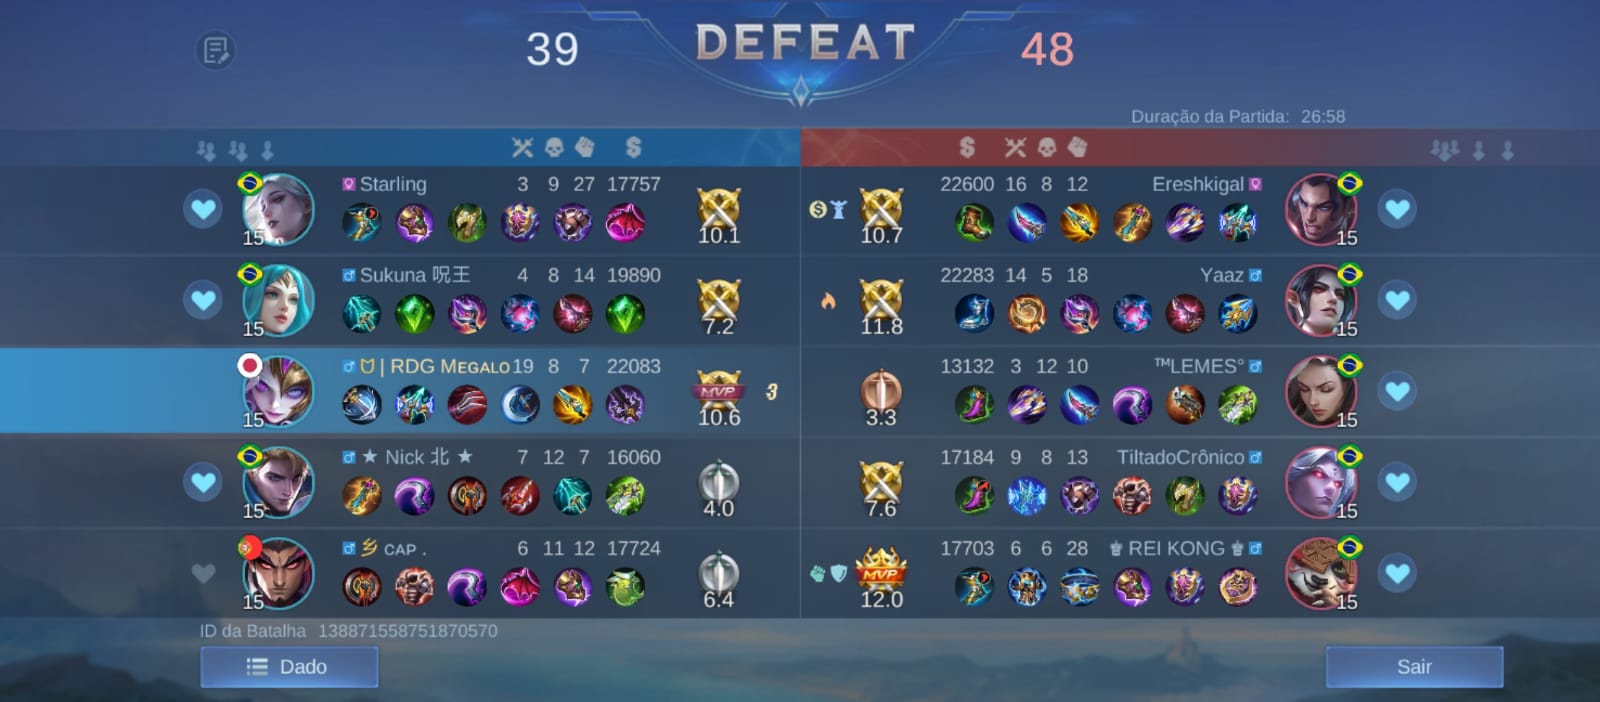 39 DEFEAT 48
Duração da Partida: 26:58
Starling 3 9 27 17757
15 10.1
22600 16 8 12 Ereshkigal
10.7 15
Sukuna 呪王 4 8 14 19890
15 7.2
22283 14 5 18 Yaaz
11.8 15
| RDG MEGALO 19 8 7 22083
MVP 3
15 10.6
13132 3 12 10 ™LEMES°
3.3 15
★ Nick 北 ★ 7 12 7 16060
15 4.0
17184 9 8 13 TiltadoCrônico
7.6 15
CAP . 6 11 12 17724
15 6.4
17703 6 6 28 ♕ REI KONG ♕
MVP
12.0 15
ID da Batalha 138871558751870570
Dado
Sair